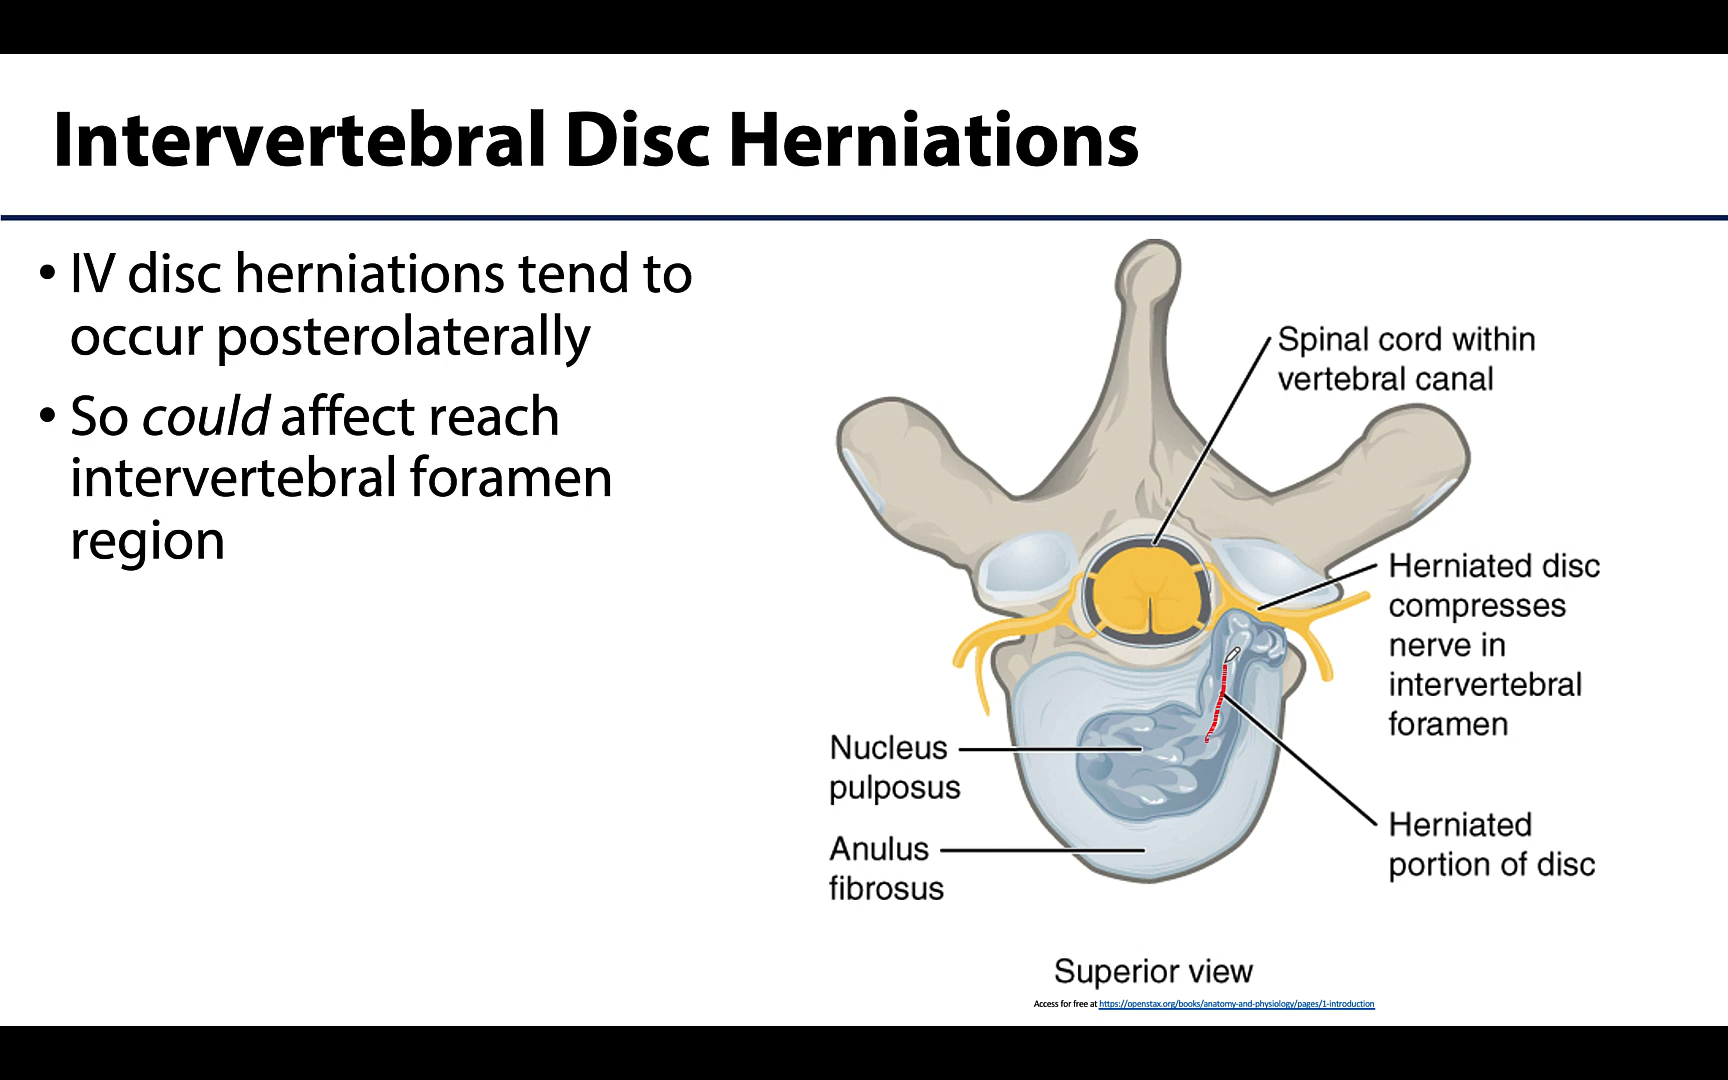 Intervertebral Disc Herniations
• IV disc herniations tend to
occur posterolaterally
• So could affect reach
intervertebral foramen
region
Spinal cord within
vertebral canal
Herniated disc
compresses
nerve in
intervertebral
foramen
Nucleus
pulposus
Herniated
portion of disc
Anulus
fibrosus
Superior view
Access for free at https://openstax.org/books/anatomy-and-physiology/pages/1-introduction